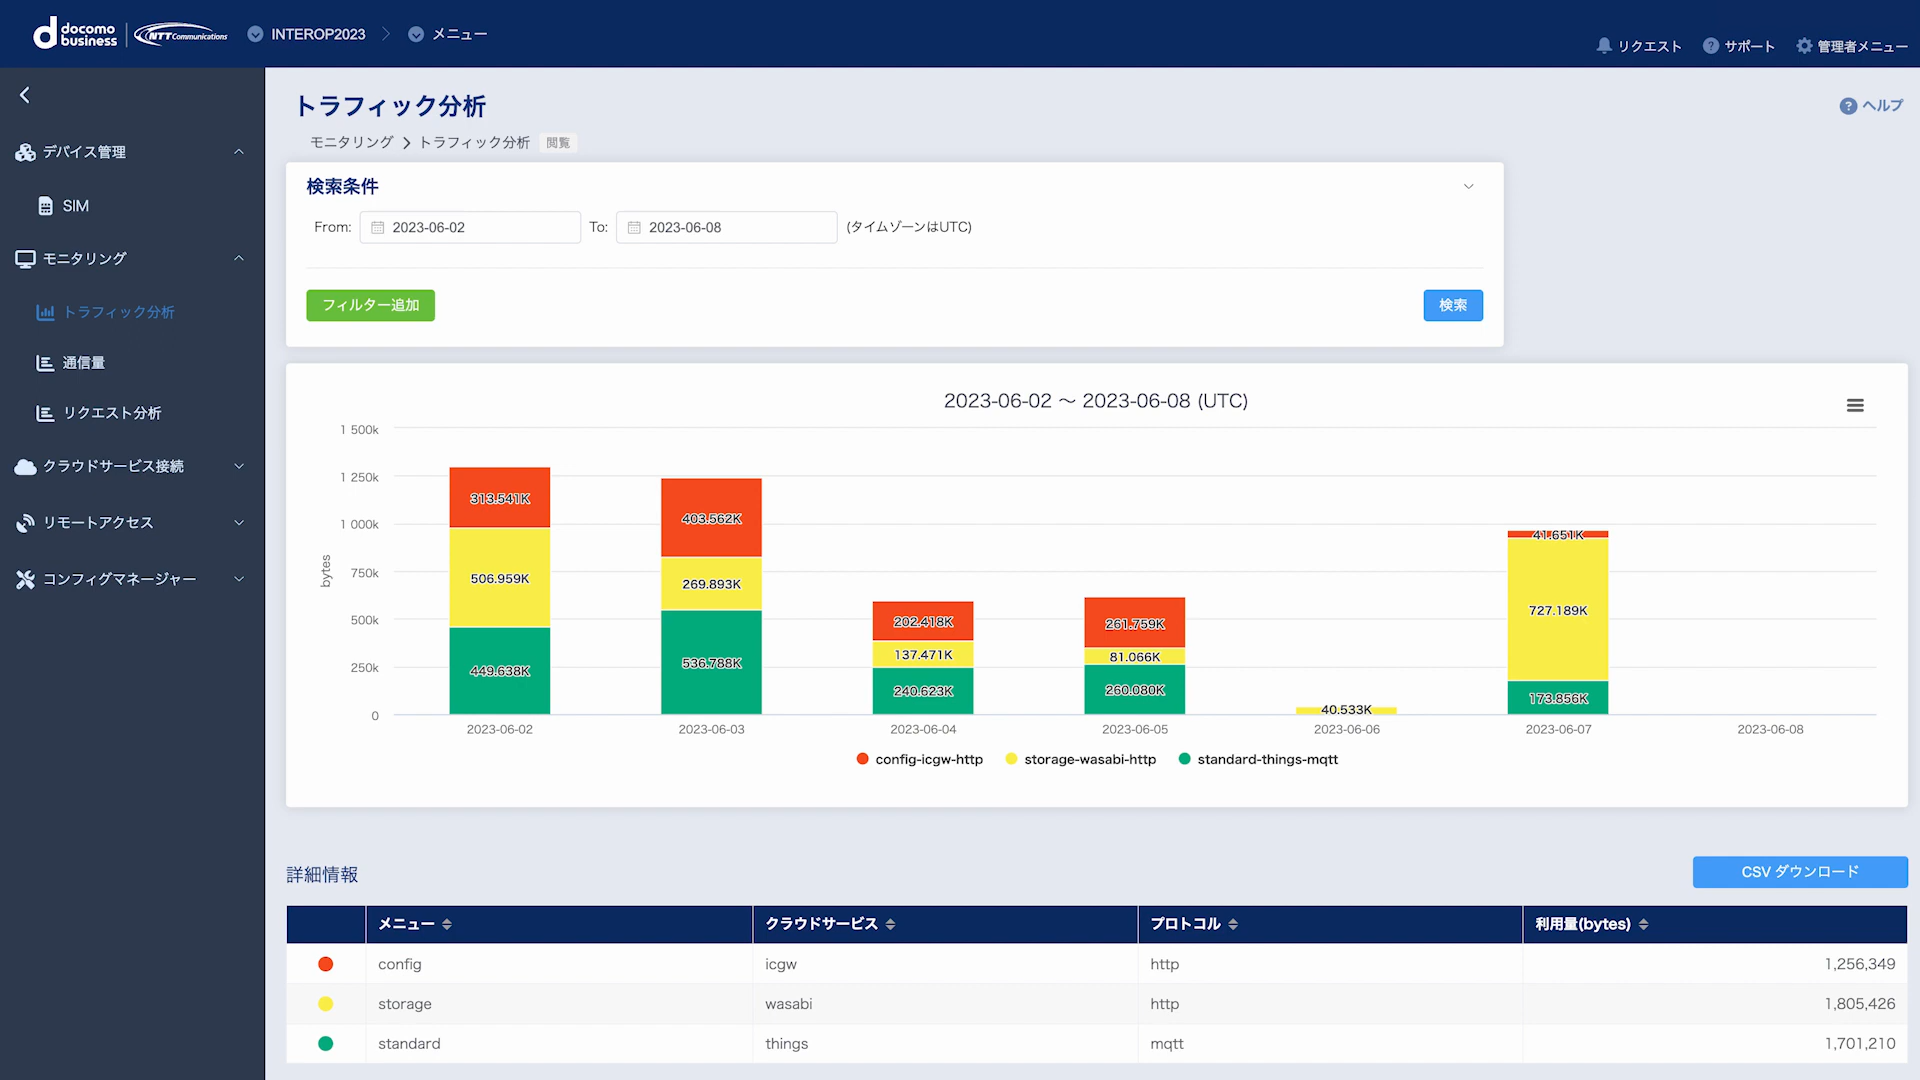 docomo business NTT Communications INTEROP2023 メニュー
リクエスト サポート 管理者メニュー
デバイス管理
SIM
モニタリング
トラフィック分析
通信量
リクエスト分析
クラウドサービス接続
リモートアクセス
コンフィグマネージャー
トラフィック分析
ヘルプ
モニタリング > トラフィック分析 閲覧
検索条件
From: 2023-06-02 To: 2023-06-08 (タイムゾーンはUTC)
フィルター追加 検索
2023-06-02 〜 2023-06-08 (UTC)
bytes
1 500k
1 250k
1 000k
750k
500k
250k
0
313.541K
506.959K
449.638K
403.562K
269.893K
536.788K
202.418K
137.471K
240.623K
261.759K
81.066K
260.080K
40.533K
41.651K
727.189K
173.856K
2023-06-02 2023-06-03 2023-06-04 2023-06-05 2023-06-06 2023-06-07 2023-06-08
config-icgw-http storage-wasabi-http standard-things-mqtt
詳細情報
CSV ダウンロード
メニュー クラウドサービス プロトコル 利用量(bytes)
config icgw http 1,256,349
storage wasabi http 1,805,426
standard things mqtt 1,701,210